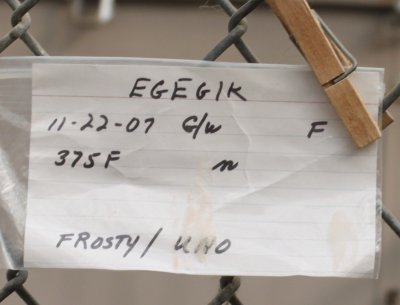 EGEGIK
11-22-07 G/w F
375F m
FROSTY / UNO